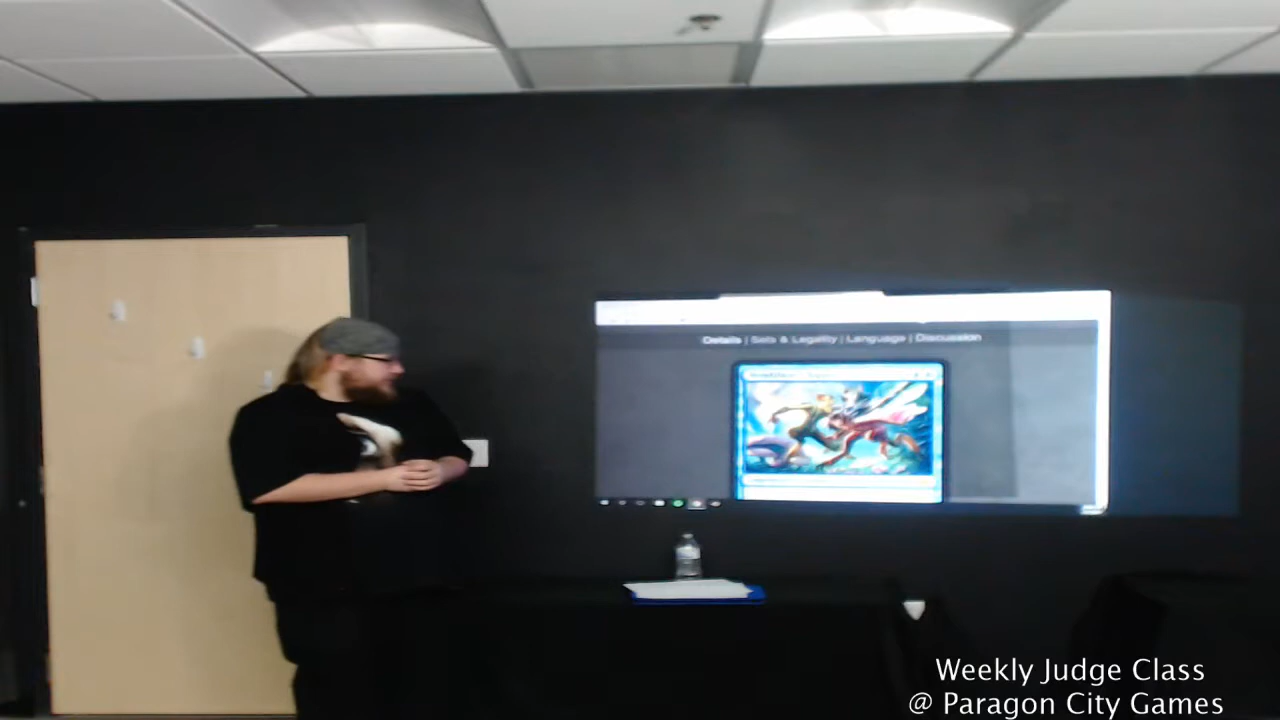 Details | Sets & Legality | Language | Discussion
Weekly Judge Class
@ Paragon City Games